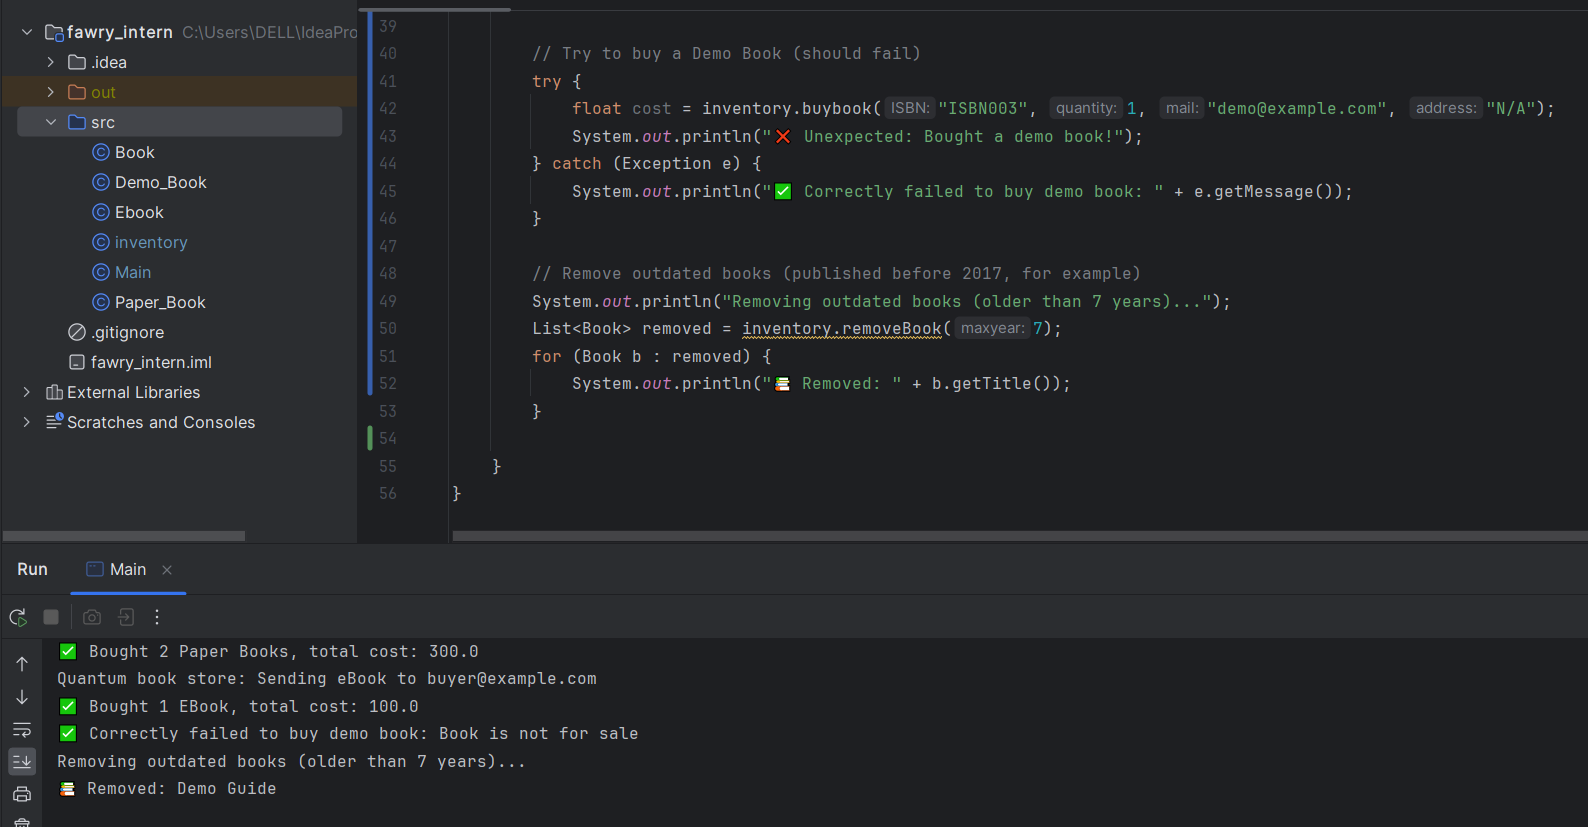 fawry_intern C:\Users\DELL\IdeaPro
.idea
out
src
Book
Demo_Book
Ebook
inventory
Main
Paper_Book
.gitignore
fawry_intern.iml
External Libraries
Scratches and Consoles
39
40 // Try to buy a Demo Book (should fail)
41 try {
42 float cost = inventory.buybook( ISBN: "ISBN003", quantity: 1, mail: "demo@example.com", address: "N/A");
43 System.out.println("❌ Unexpected: Bought a demo book!");
44 } catch (Exception e) {
45 System.out.println("✅ Correctly failed to buy demo book: " + e.getMessage());
46 }
47
48 // Remove outdated books (published before 2017, for example)
49 System.out.println("Removing outdated books (older than 7 years)...");
50 List<Book> removed = inventory.removeBook( maxyear: 7);
51 for (Book b : removed) {
52 System.out.println("📚 Removed: " + b.getTitle());
53 }
54
55 }
56 }
Run Main
✅ Bought 2 Paper Books, total cost: 300.0
Quantum book store: Sending eBook to buyer@example.com
✅ Bought 1 EBook, total cost: 100.0
✅ Correctly failed to buy demo book: Book is not for sale
Removing outdated books (older than 7 years)...
📚 Removed: Demo Guide